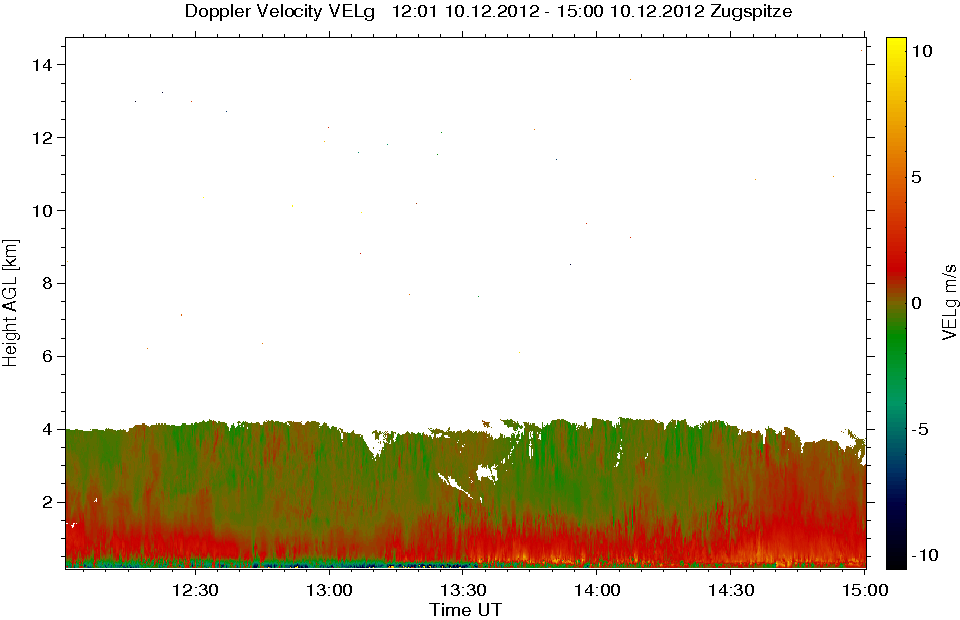 Doppler Velocity VELg 12:01 10.12.2012 - 15:00 10.12.2012 Zugspitze
14
12
10
8
6
4
2
Height AGL [km]
12:30 13:00 13:30 14:00 14:30 15:00
Time UT
10
5
0
-5
-10
VELg m/s